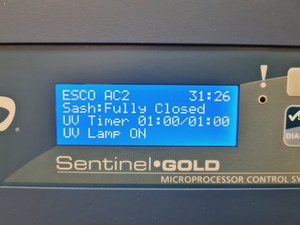 ESCO AC2 31:26
Sash:Fully Closed
UV Timer 01:00/01:00
UV Lamp ON
!
Sentinel•GOLD
MICROPROCESSOR CONTROL